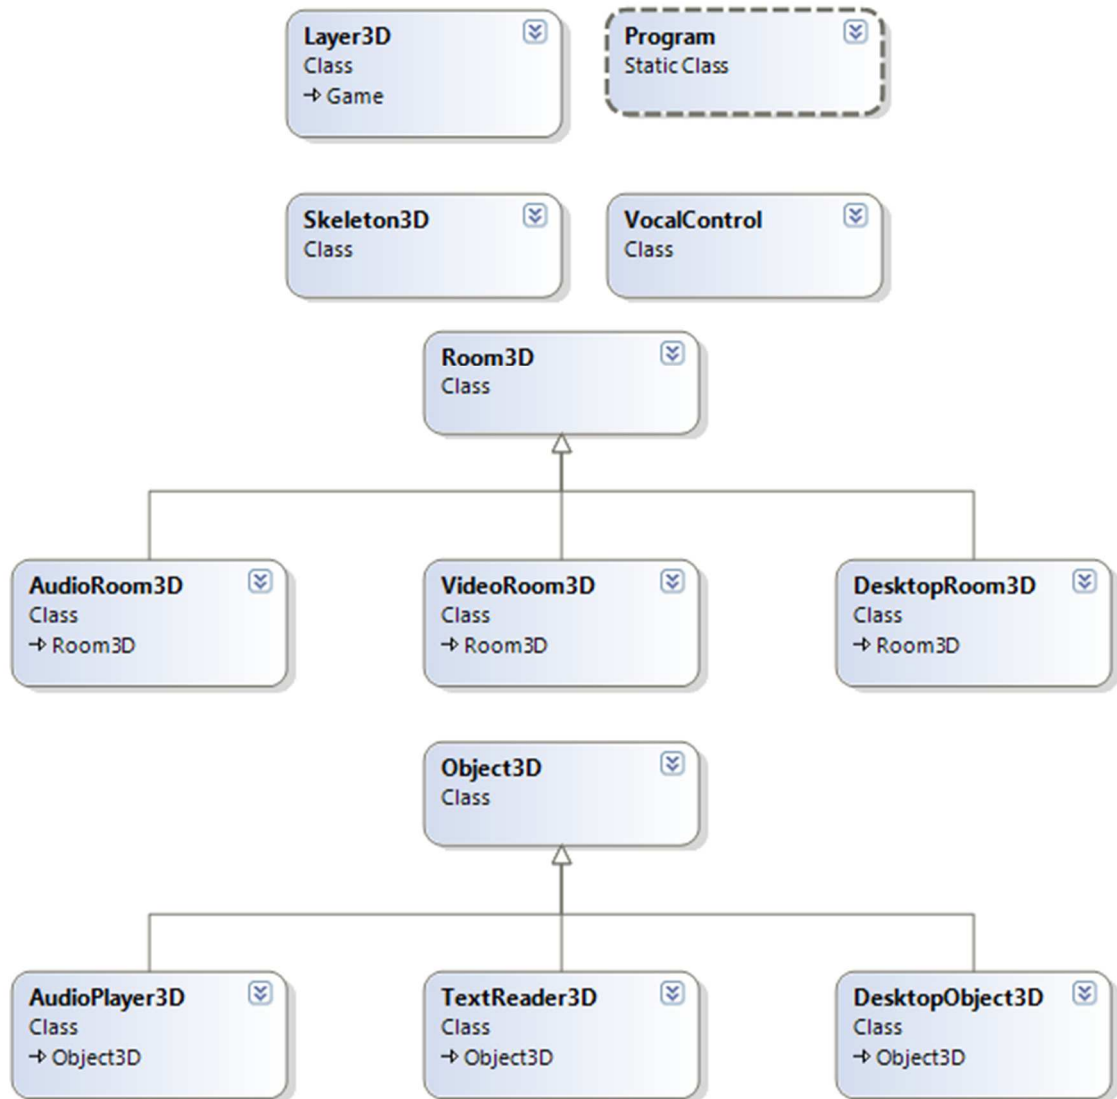 Layer3D
Class
Game
Program
Static Class
Skeleton3D
Class
VocalControl
Class
Room3D
Class
AudioRoom3D
Class
Room3D
VideoRoom3D
Class
Room3D
DesktopRoom3D
Class
Room3D
Object3D
Class
AudioPlayer3D
Class
Object3D
TextReader3D
Class
Object3D
DesktopObject3D
Class
Object3D